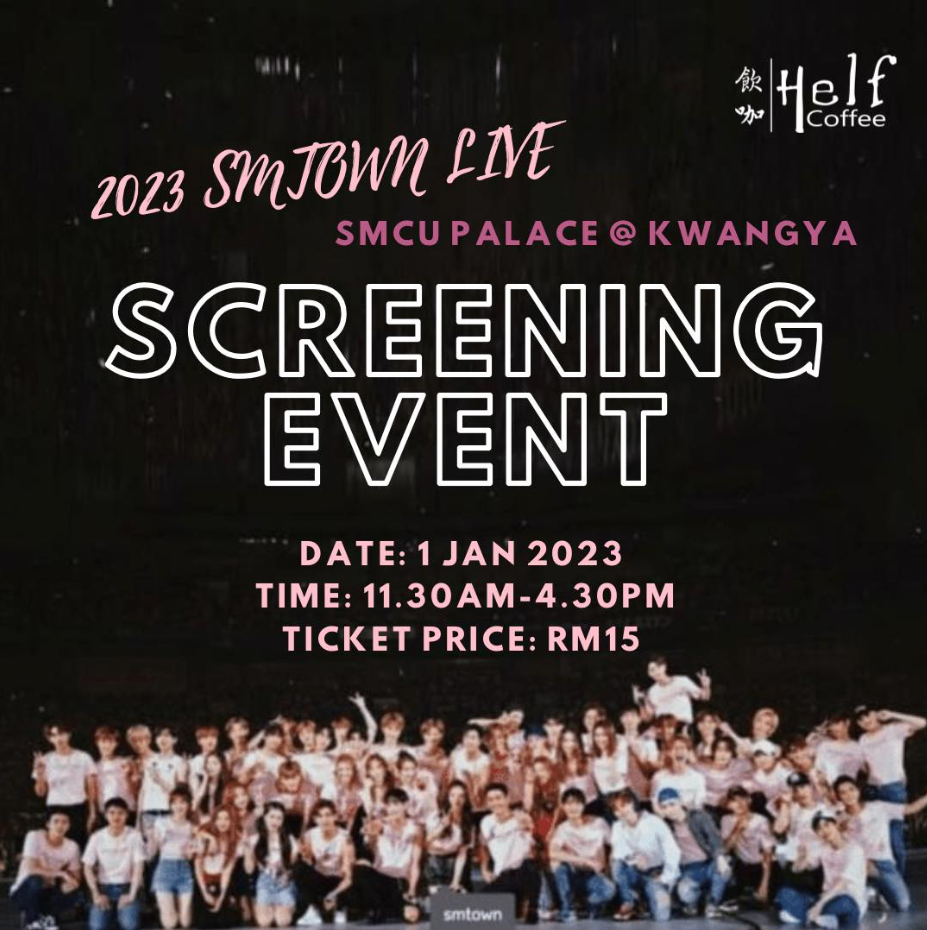 飲咖
Helf
Coffee
2023 SMTOWN LIVE
SMCU PALACE @ KWANGYA
SCREENING
EVENT
DATE: 1 JAN 2023
TIME: 11.30AM-4.30PM
TICKET PRICE: RM15
smtown